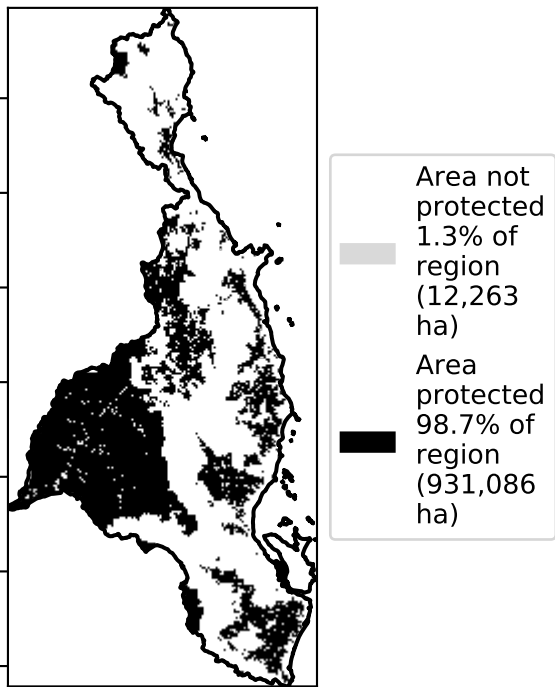 Area not
protected
1.3% of
region
(12,263
ha)
Area
protected
98.7% of
region
(931,086
ha)